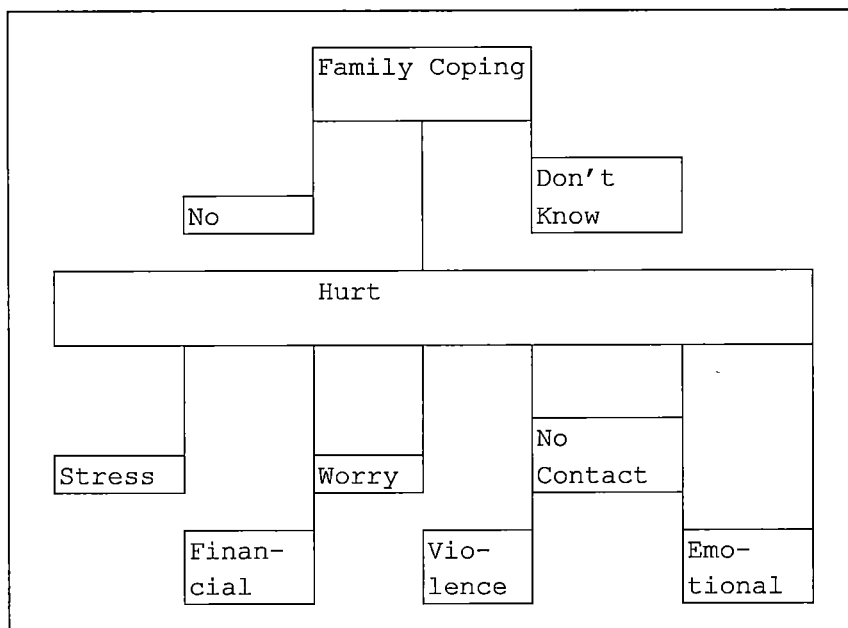 Family Coping
Don't
Know
No
Hurt
Stress
Worry
No
Contact
Finan-
cial
Vio-
lence
Emo-
tional